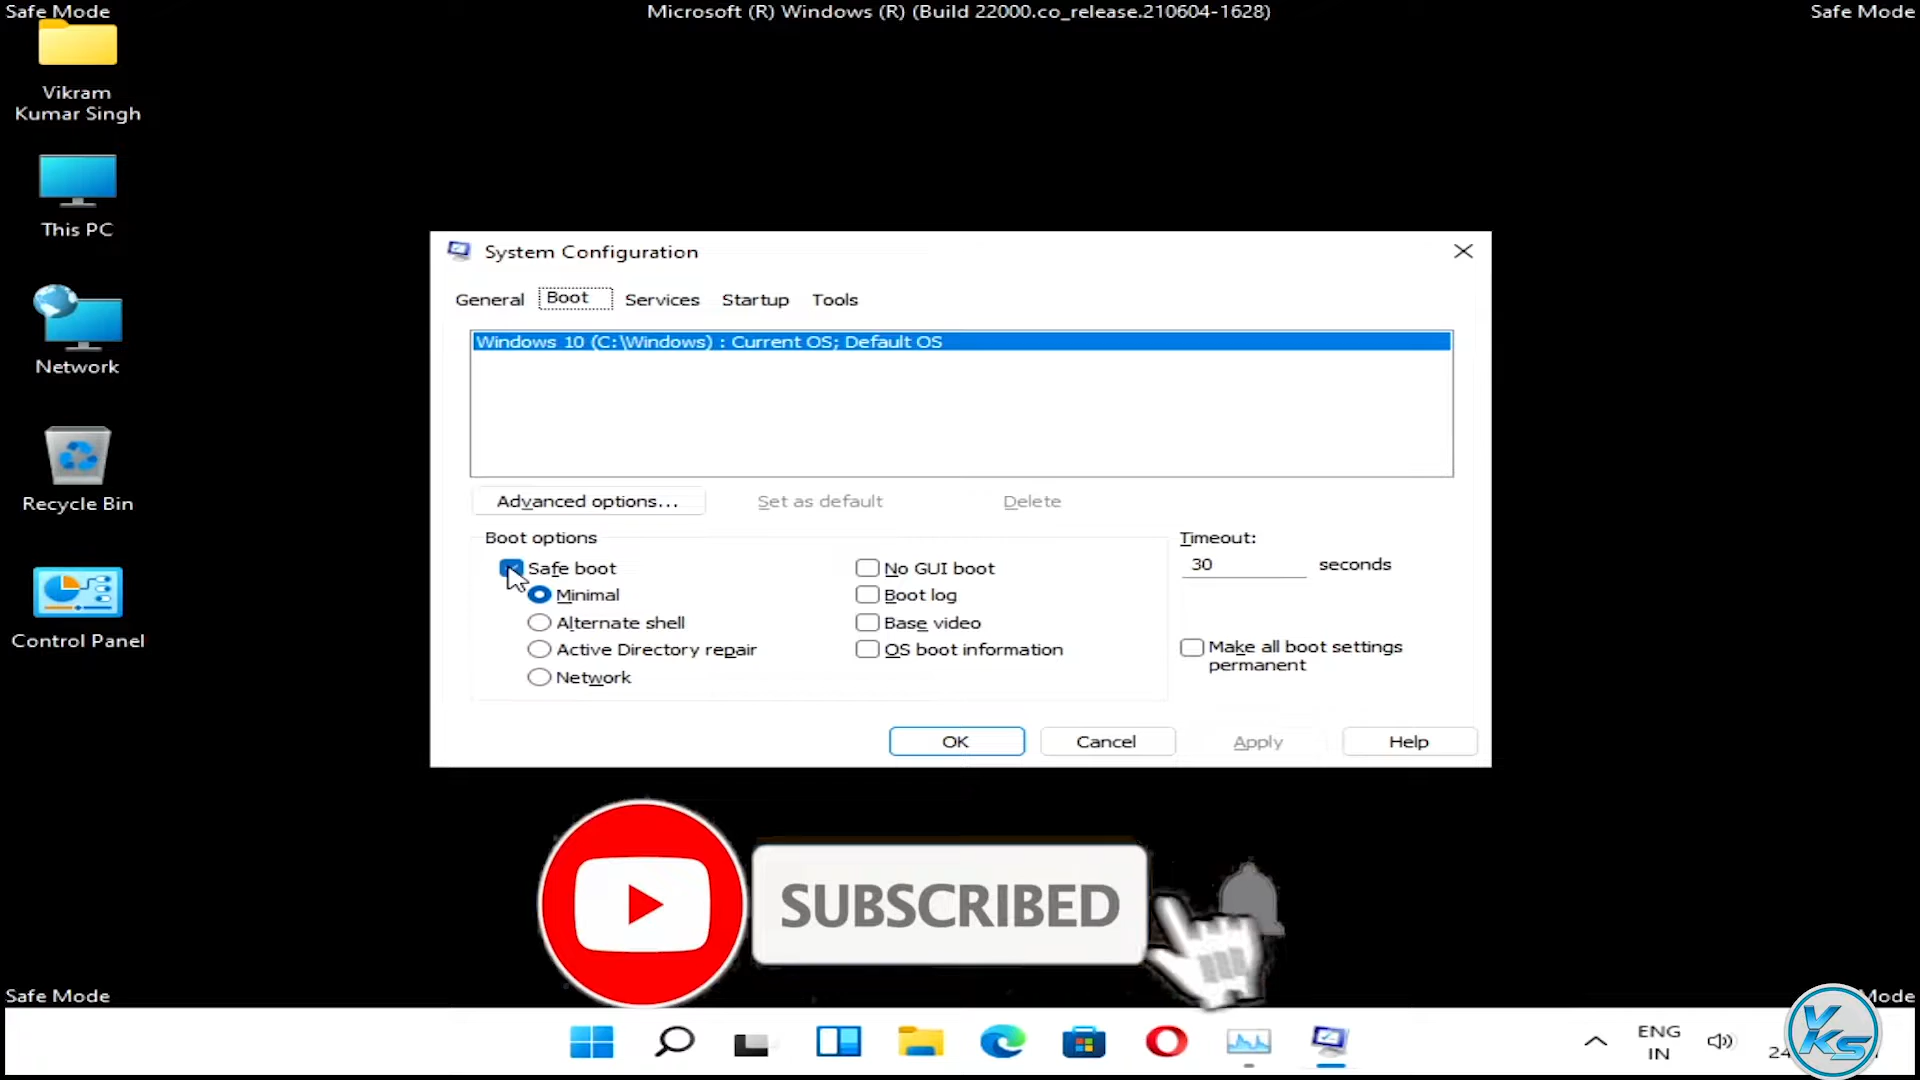 Safe Mode
Microsoft (R) Windows (R) (Build 22000.co_release.210604-1628)
Safe Mode
Vikram
Kumar Singh
This PC
Network
Recycle Bin
Control Panel
System Configuration
General
Boot
Services
Startup
Tools
Windows 10 (C:\Windows) : Current OS; Default OS
Advanced options...
Set as default
Delete
Boot options
Safe boot
Minimal
Alternate shell
Active Directory repair
Network
No GUI boot
Boot log
Base video
OS boot information
Timeout:
30 seconds
Make all boot settings
permanent
OK
Cancel
Apply
Help
SUBSCRIBED
Safe Mode
Mode
ENG
IN
24
VKS